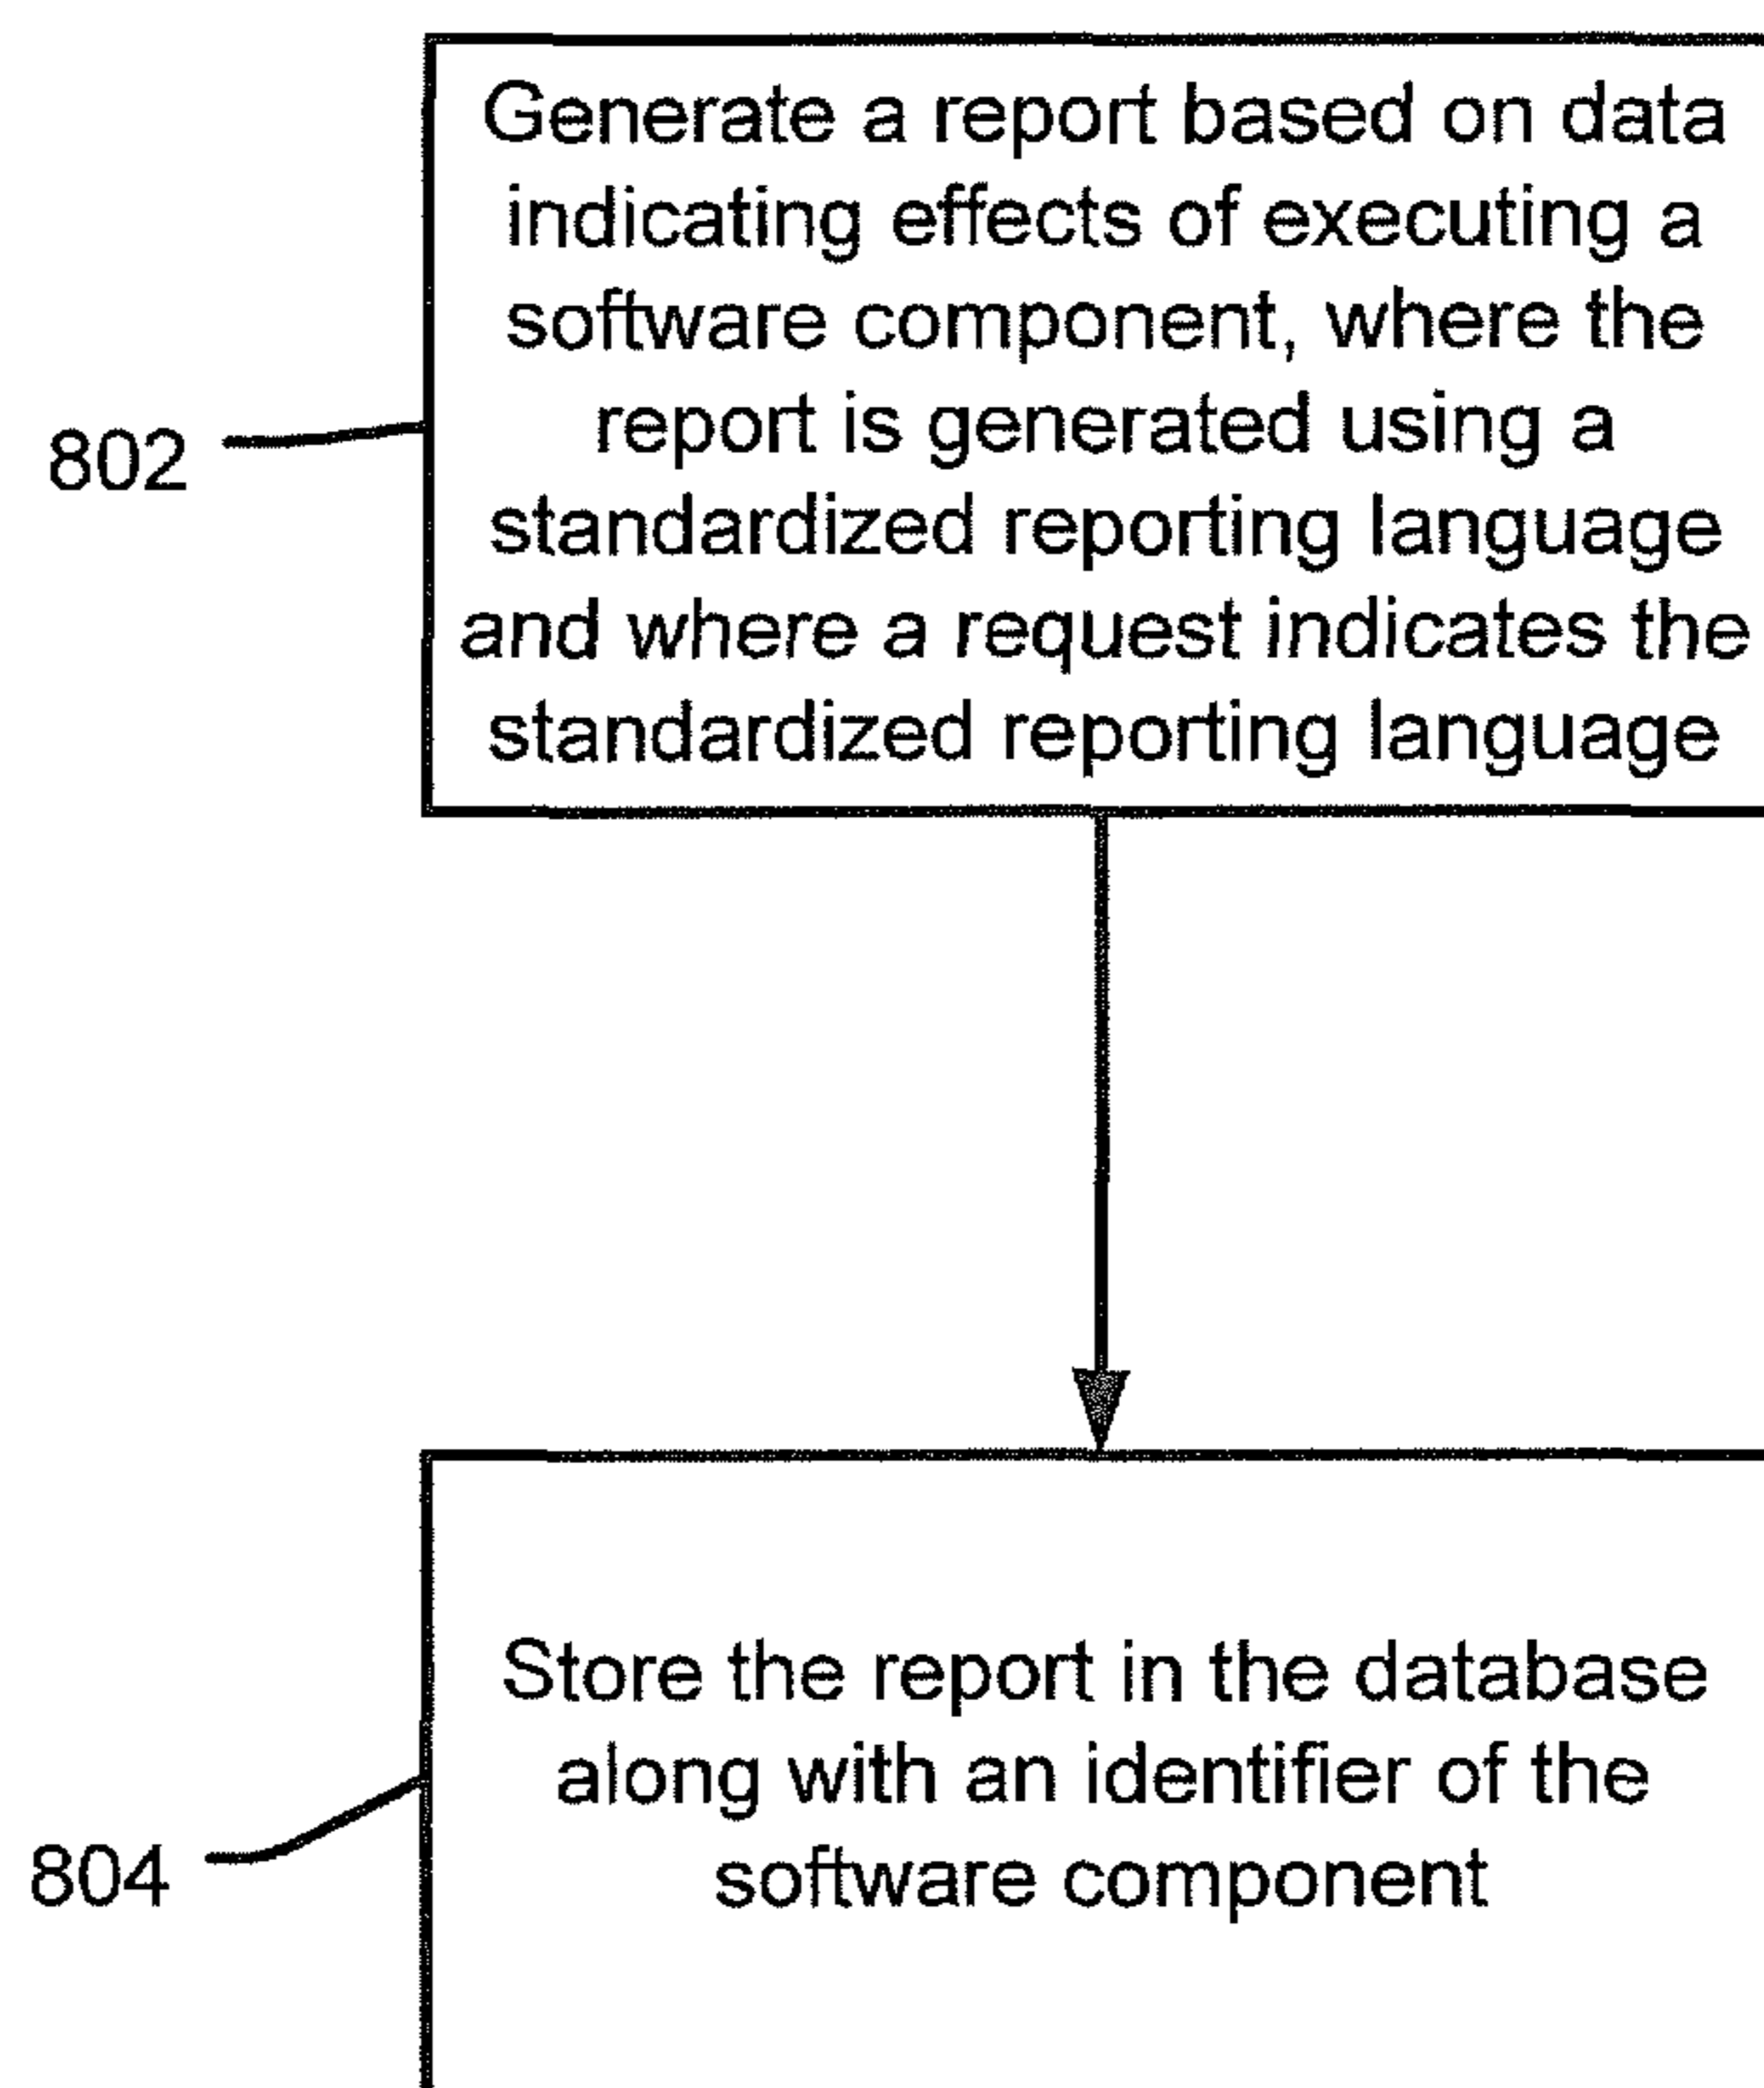 Generate a report based on data
indicating effects of executing a
software component, where the
report is generated using a
802
standardized reporting language
and where a request indicates the
standardized reporting language
Store the report in the database
along with an identifier of the
804
software component